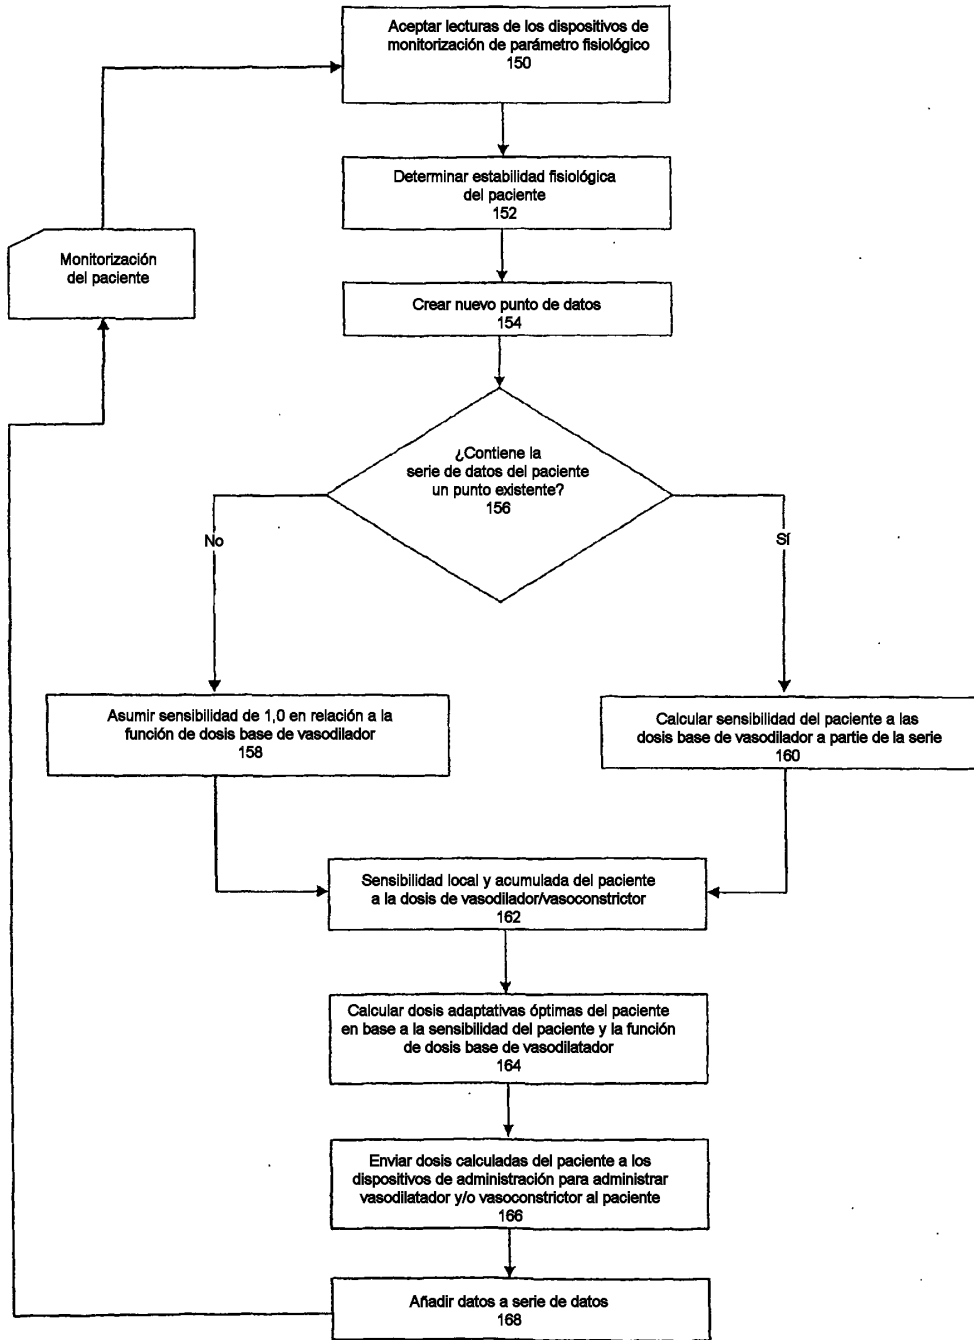 Aceptar lecturas de los dispositivos de
monitorización de parámetro fisiológico
150
Determinar estabilidad fisiológica
del paciente
152
Monitorización
del paciente
Crear nuevo punto de datos
154
¿Contiene la
serie de datos del paciente
un punto existente?
156
No
Sí
Asumir sensibilidad de 1,0 en relación a la
función de dosis base de vasodilador
158
Calcular sensibilidad del paciente a las
dosis base de vasodilador a partie de la serie
160
Sensibilidad local y acumulada del paciente
a la dosis de vasodilador/vasoconstrictor
162
Calcular dosis adaptativas óptimas del paciente
en base a la sensibilidad del paciente y la función
de dosis base de vasodilatador
164
Enviar dosis calculadas del paciente a los
dispositivos de administración para administrar
vasodilatador y/o vasoconstrictor al paciente
166
Añadir datos a serie de datos
168